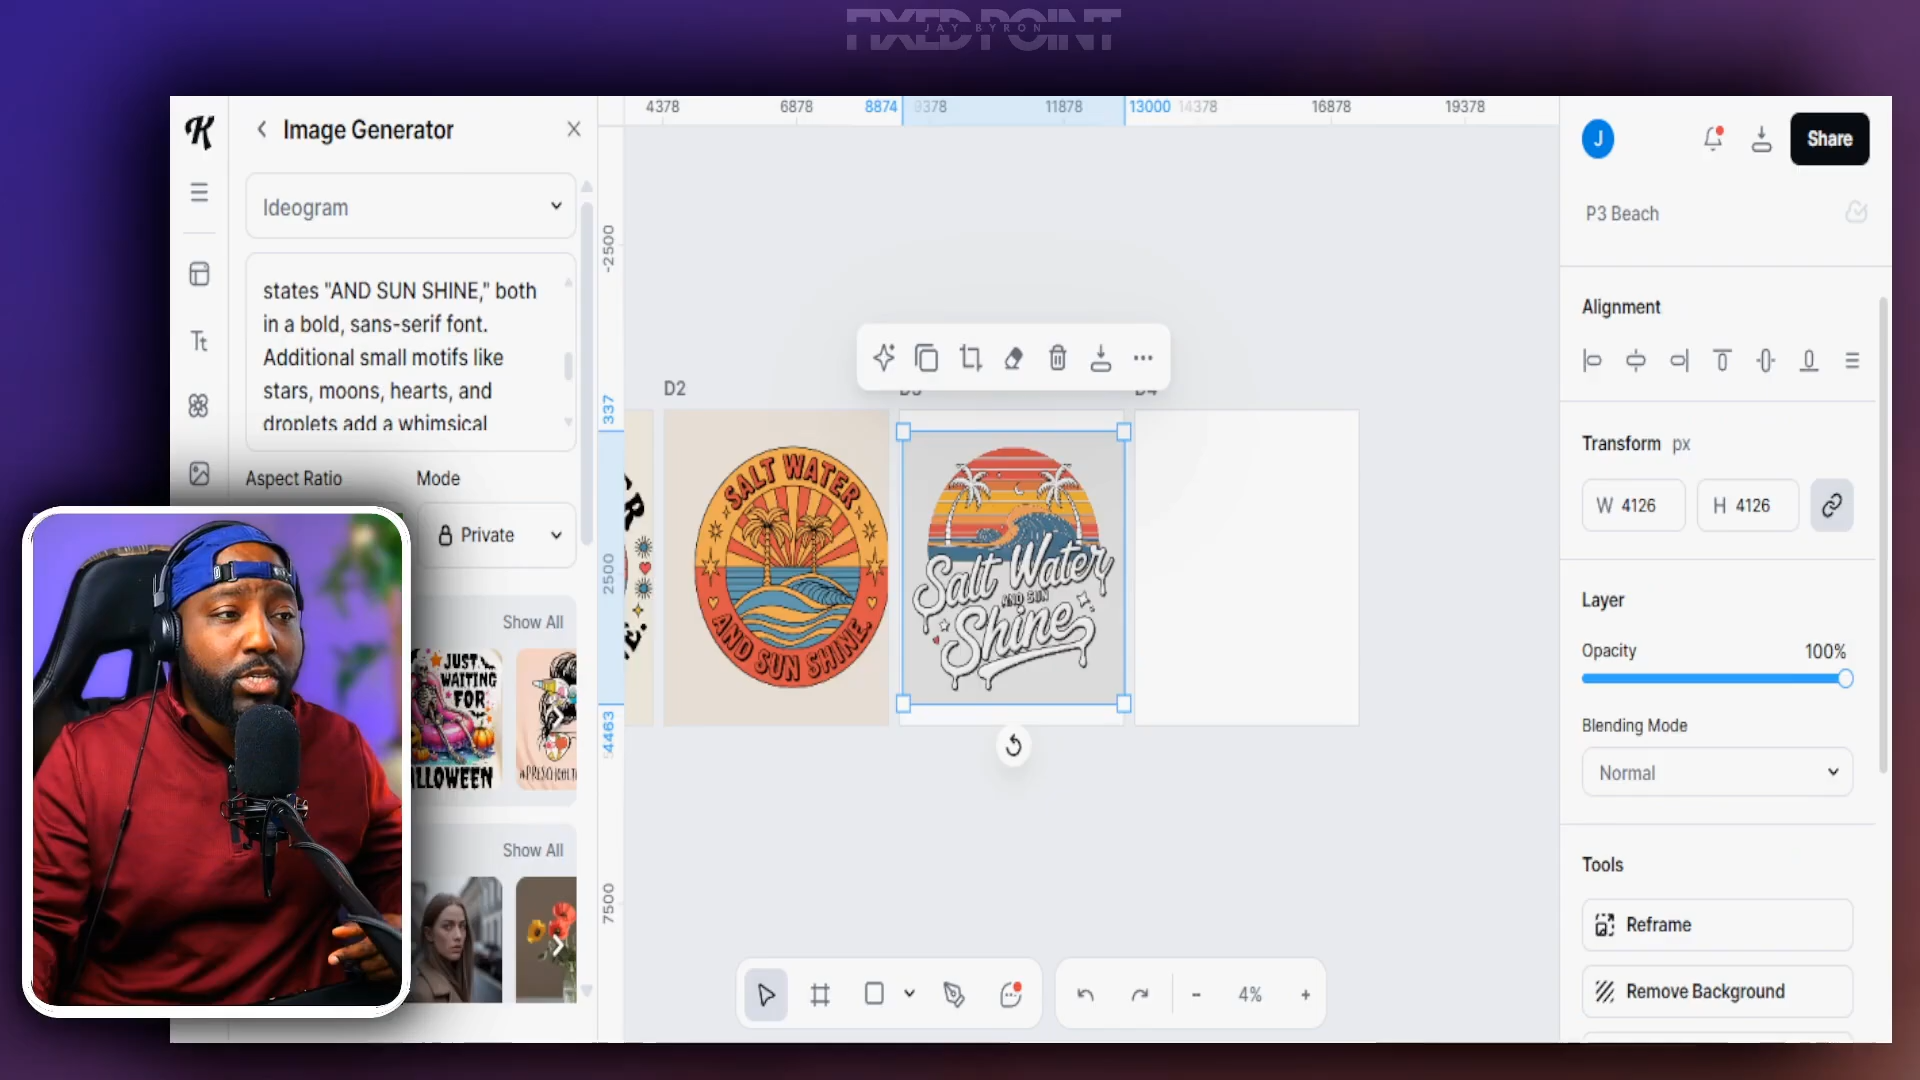 FIXED POINT
JAY BYRON
K
Image Generator
Ideogram
states "AND SUN SHINE," both
in a bold, sans-serif font.
Additional small motifs like
stars, moons, hearts, and
droplets add a whimsical
Aspect Ratio
Mode
Private
Show All
JUST
WAITING
FOR
Show All
4378
6878
8874
9378
11878
13000
14378
16878
19378
-2500
337
2500
4463
7500
D2
D3
D4
SALT WATER
AND SUN SHINE.
Salt Water
AND SUN
Shine
4%
J
Share
P3 Beach
Alignment
Transform px
W 4126
H 4126
Layer
Opacity
100%
Blending Mode
Normal
Tools
Reframe
Remove Background